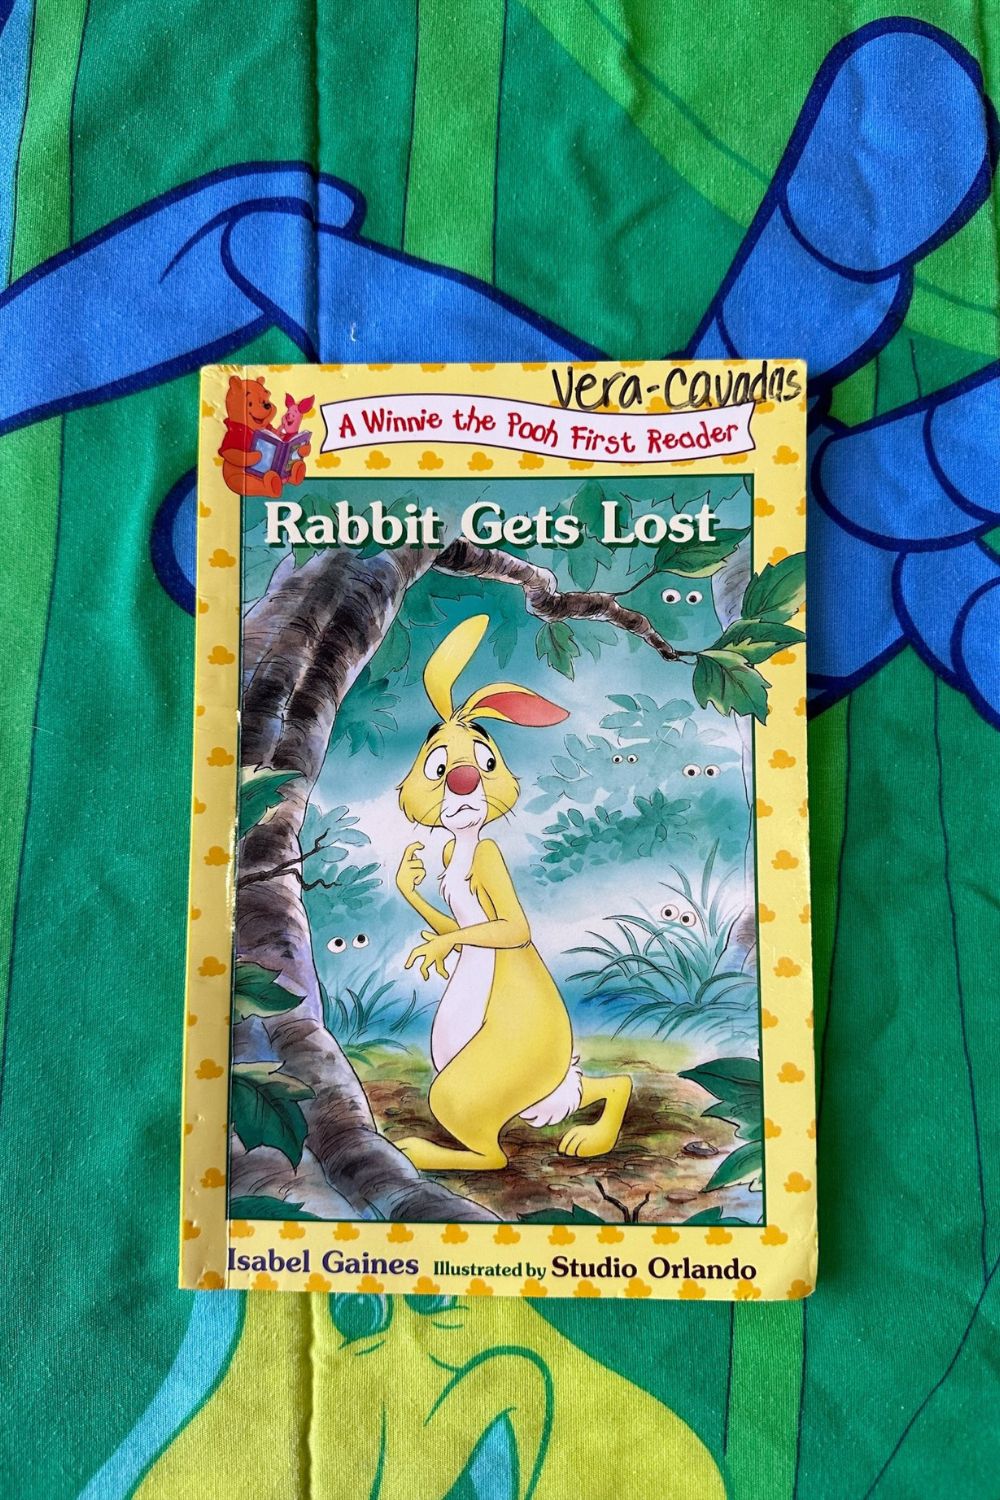 Vera-Cavadas
A Winnie the Pooh First Reader
Rabbit Gets Lost
Isabel Gaines Illustrated by Studio Orlando